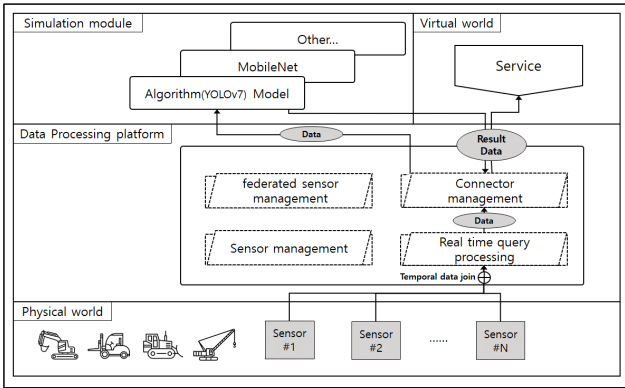 Simulation module
Virtual world
Other...
MobileNet
Algorithm(YOLOv7) Model
Service
Data Processing platform
Data
Result
Data
federated sensor
management
Connector
management
Data
Sensor management
Real time query
processing
Temporal data join
Physical world
Sensor
#1
Sensor
#2
......
Sensor
#N